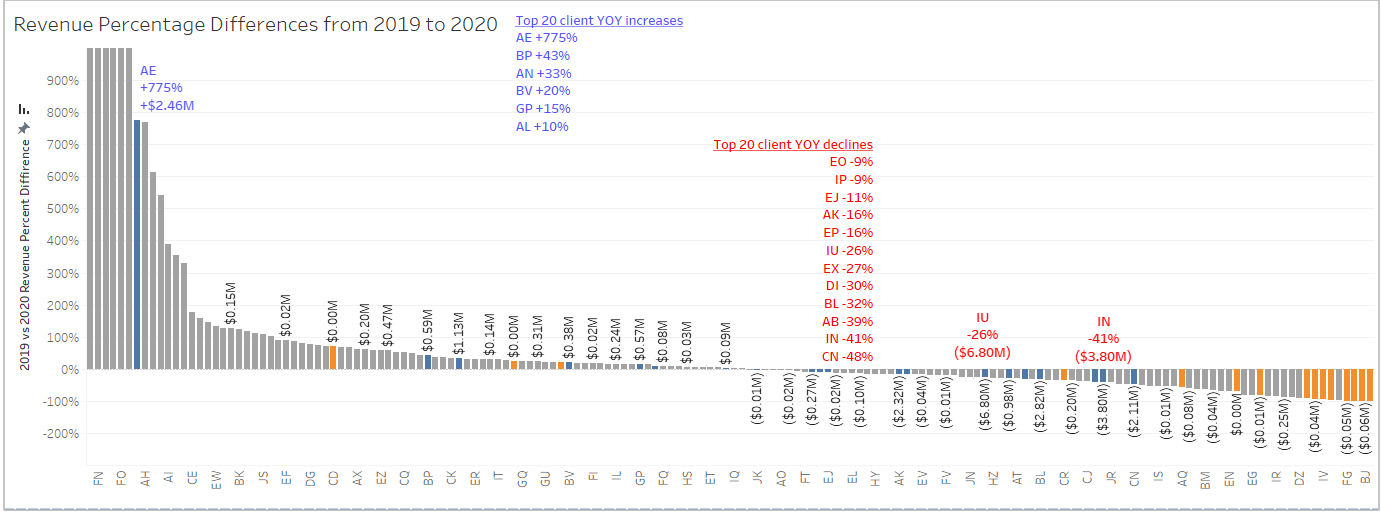 Revenue Percentage Differences from 2019 to 2020
Top 20 client YOY increases
AE +775%
BP +43%
AN +33%
BV +20%
GP +15%
AL +10%
AE
+775%
+$2.46M
Top 20 client YOY declines
EO -9%
IP -9%
EJ -11%
AK -16%
EP -16%
IU -26%
EX -27%
DI -30%
BL -32%
AB -39%
IN -41%
CN -48%
IU
-26%
($6.80M)
IN
-41%
($3.80M)
2019 vs 2020 Revenue Percent Diffirence
900%
800%
700%
600%
500%
400%
300%
200%
100%
0%
-100%
-200%
$0.15M
$0.02M
$0.00M
$0.20M
$0.47M
$0.59M
$1.13M
$0.14M
$0.00M
$0.31M
$0.38M
$0.02M
$0.24M
$0.57M
$0.08M
$0.03M
$0.09M
($0.01M)
($0.02M)
($0.27M)
($0.02M)
($0.10M)
($2.32M)
($0.04M)
($0.01M)
($6.80M)
($0.98M)
($2.82M)
($0.20M)
($3.80M)
($2.11M)
($0.01M)
($0.08M)
($0.04M)
$0.00M
($0.01M)
($0.25M)
($0.04M)
($0.05M)
($0.06M)
FN
FO
AH
AI
CE
EW
BK
JS
EF
DG
CD
AX
EZ
CQ
BP
CK
ER
IT
GQ
GU
BV
FI
IL
GP
FQ
HS
ET
IQ
JK
AO
FT
EJ
EL
HY
AK
EV
FV
JN
HZ
AT
BL
CR
CJ
JR
CN
IS
AQ
BM
EN
EG
IR
DZ
IV
FG
BJ